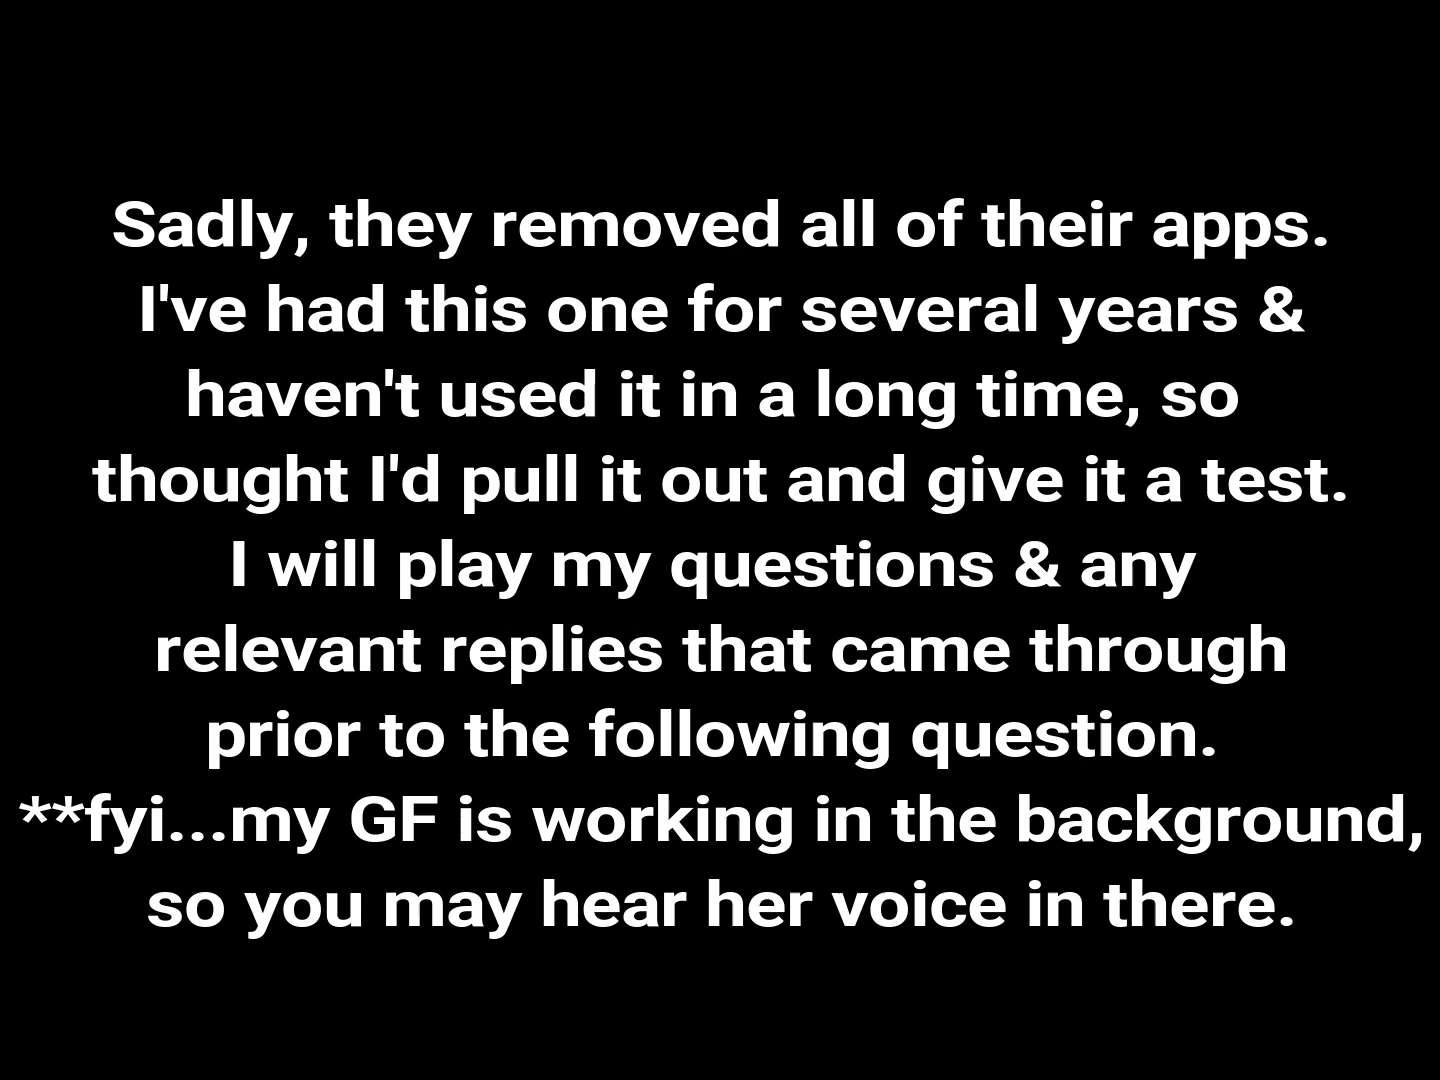 Sadly, they removed all of their apps.
I've had this one for several years &
haven't used it in a long time, so
thought I'd pull it out and give it a test.
I will play my questions & any
relevant replies that came through
prior to the following question.
**fyi...my GF is working in the background,
so you may hear her voice in there.